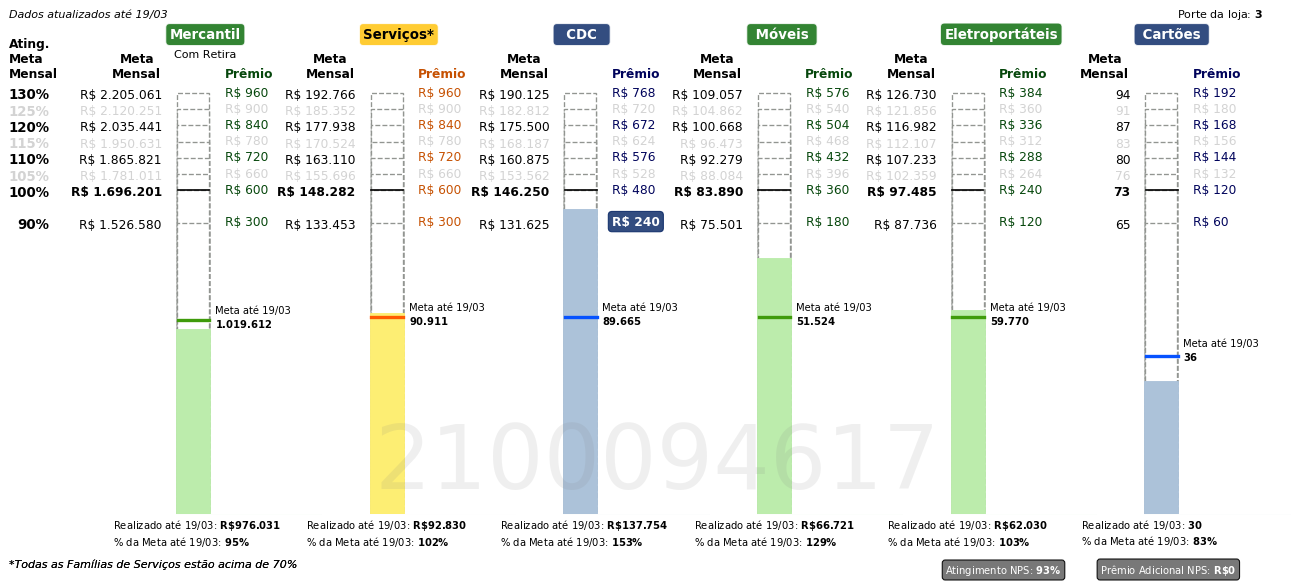 Dados atualizados até 19/03
Porte da loja: 3
Mercantil Serviços* CDC Móveis Eletroportáteis Cartões
Com Retira
Ating. Meta Mensal
Meta Mensal Prêmio Meta Mensal Prêmio Meta Mensal Prêmio Meta Mensal Prêmio Meta Mensal Prêmio Meta Mensal Prêmio
130% R$ 2.205.061 R$ 960 R$ 192.766 R$ 960 R$ 190.125 R$ 768 R$ 109.057 R$ 576 R$ 126.730 R$ 384 94 R$ 192
125% R$ 2.120.251 R$ 900 R$ 185.352 R$ 900 R$ 182.812 R$ 720 R$ 104.862 R$ 540 R$ 121.856 R$ 360 91 R$ 180
120% R$ 2.035.441 R$ 840 R$ 177.938 R$ 840 R$ 175.500 R$ 672 R$ 100.668 R$ 504 R$ 116.982 R$ 336 87 R$ 168
115% R$ 1.950.631 R$ 780 R$ 170.524 R$ 780 R$ 168.187 R$ 624 R$ 96.473 R$ 468 R$ 112.107 R$ 312 83 R$ 156
110% R$ 1.865.821 R$ 720 R$ 163.110 R$ 720 R$ 160.875 R$ 576 R$ 92.279 R$ 432 R$ 107.233 R$ 288 80 R$ 144
105% R$ 1.781.011 R$ 660 R$ 155.696 R$ 660 R$ 153.562 R$ 528 R$ 88.084 R$ 396 R$ 102.359 R$ 264 76 R$ 132
100% R$ 1.696.201 R$ 600 R$ 148.282 R$ 600 R$ 146.250 R$ 480 R$ 83.890 R$ 360 R$ 97.485 R$ 240 73 R$ 120
90% R$ 1.526.580 R$ 300 R$ 133.453 R$ 300 R$ 131.625 R$ 240 R$ 75.501 R$ 180 R$ 87.736 R$ 120 65 R$ 60
Meta até 19/03 Meta até 19/03 Meta até 19/03 Meta até 19/03 Meta até 19/03
1.019.612 90.911 89.665 51.524 59.770
Meta até 19/03
36
2100094617
Realizado até 19/03: R$976.031 Realizado até 19/03: R$92.830 Realizado até 19/03: R$137.754 Realizado até 19/03: R$66.721 Realizado até 19/03: R$62.030 Realizado até 19/03: 30
% da Meta até 19/03: 95% % da Meta até 19/03: 102% % da Meta até 19/03: 153% % da Meta até 19/03: 129% % da Meta até 19/03: 103% % da Meta até 19/03: 83%
*Todas as Famílias de Serviços estão acima de 70%
Atingimento NPS: 93% Prêmio Adicional NPS: R$0